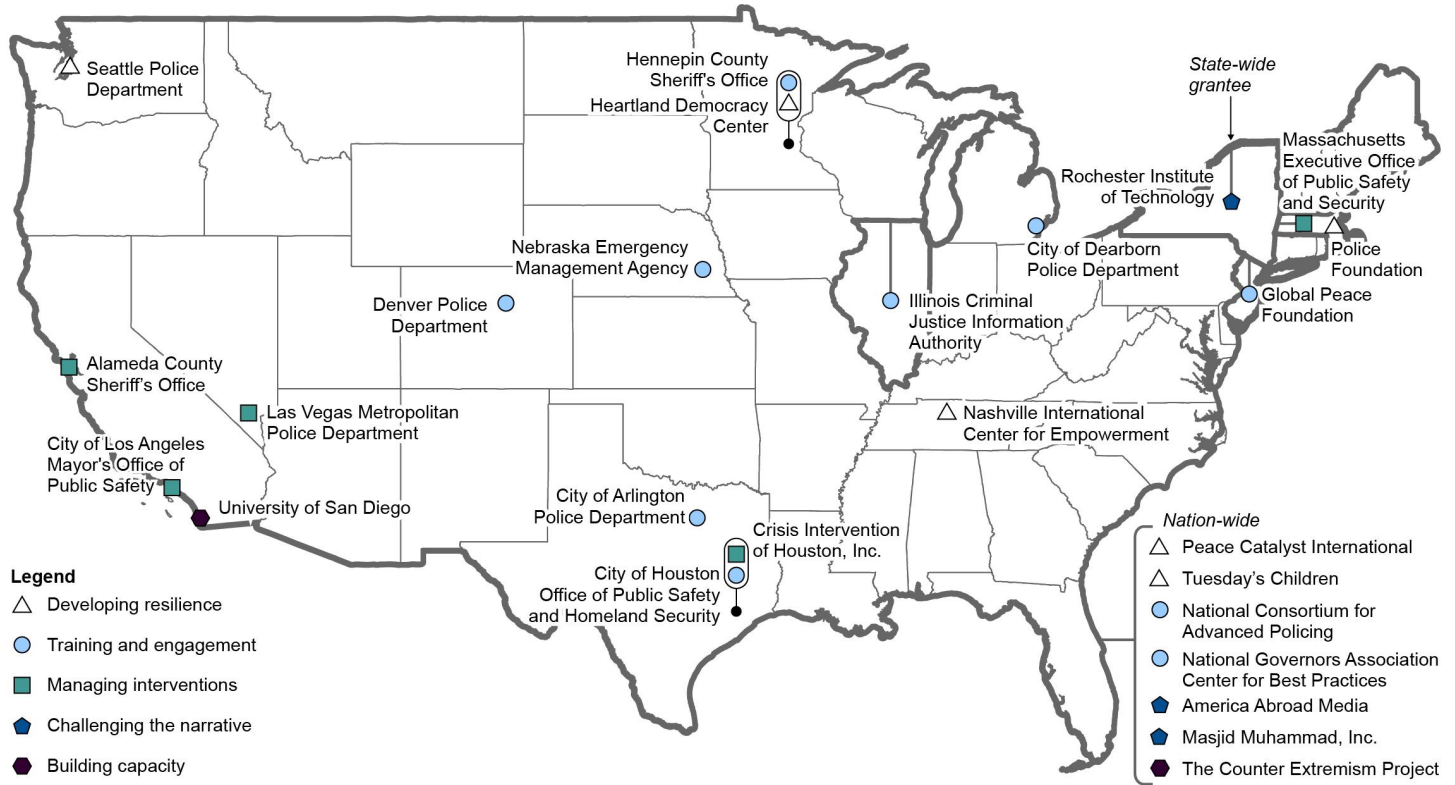 Seattle Police
Department
Hennepin County
Sheriff's Office
Heartland Democracy
Center
State-wide
grantee
Massachusetts
Executive Office
of Public Safety
and Security
Rochester Institute
of Technology
City of Dearborn
Police Department
Police
Foundation
Global Peace
Foundation
Nebraska Emergency
Management Agency
Denver Police
Department
Illinois Criminal
Justice Information
Authority
Alameda County
Sheriff's Office
Las Vegas Metropolitan
Police Department
Nashville International
Center for Empowerment
City of Los Angeles
Mayor's Office of
Public Safety
University of San Diego
City of Arlington
Police Department
Crisis Intervention
of Houston, Inc.
City of Houston
Office of Public Safety
and Homeland Security
Legend
Developing resilience
Training and engagement
Managing interventions
Challenging the narrative
Building capacity
Nation-wide
Peace Catalyst International
Tuesday's Children
National Consortium for
Advanced Policing
National Governors Association
Center for Best Practices
America Abroad Media
Masjid Muhammad, Inc.
The Counter Extremism Project